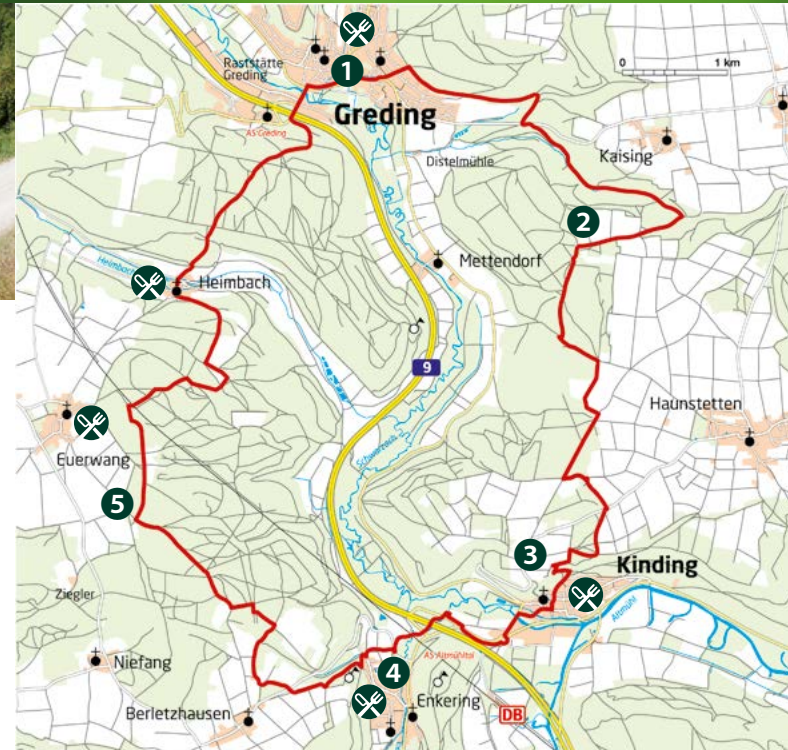 Raststätte
Greding
1
0 1 km
Greding
AS Greding
Kaising
Distelmühle
2
Mettendorf
Heimbach
Heimbach
9
Haunstetten
Schwarzach
Euerwang
5
3
Kinding
Altmühl
Ziegler
Niefang
AS Altmühltal
4
Enkering
Berletzhausen
DB